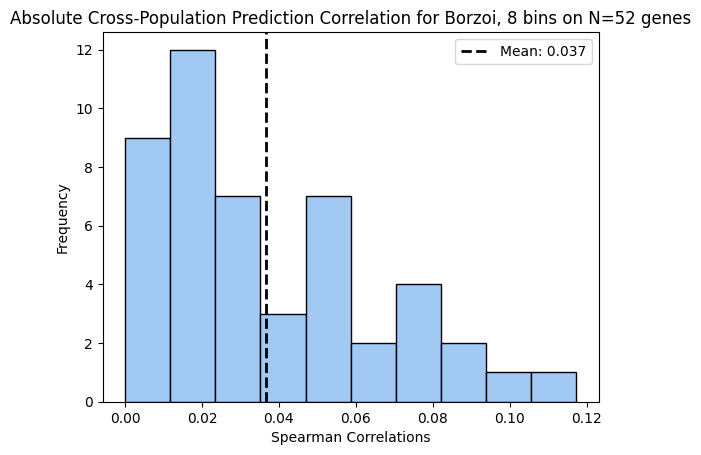 Absolute Cross-Population Prediction Correlation for Borzoi, 8 bins on N=52 genes
Mean: 0.037
12
10
8
6
4
2
0
Frequency
0.00 0.02 0.04 0.06 0.08 0.10 0.12
Spearman Correlations